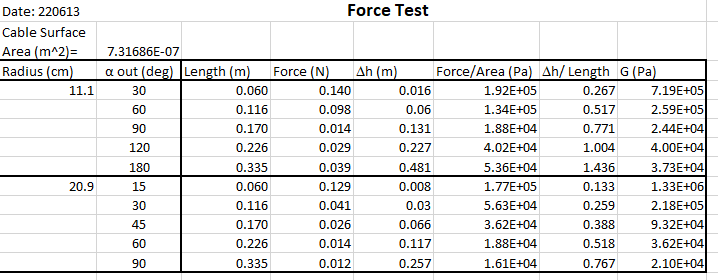 Date: 220613 Force Test
Cable Surface
Area (m^2)= 7.31686E-07
Radius (cm) α out (deg) Length (m) Force (N) Δh (m) Force/Area (Pa) Δh/ Length G (Pa)
11.1 30 0.060 0.140 0.016 1.92E+05 0.267 7.19E+05
60 0.116 0.098 0.06 1.34E+05 0.517 2.59E+05
90 0.170 0.014 0.131 1.88E+04 0.771 2.44E+04
120 0.226 0.029 0.227 4.02E+04 1.004 4.00E+04
180 0.335 0.039 0.481 5.36E+04 1.436 3.73E+04
20.9 15 0.060 0.129 0.008 1.77E+05 0.133 1.33E+06
30 0.116 0.041 0.03 5.63E+04 0.259 2.18E+05
45 0.170 0.026 0.066 3.62E+04 0.388 9.32E+04
60 0.226 0.014 0.117 1.88E+04 0.518 3.62E+04
90 0.335 0.012 0.257 1.61E+04 0.767 2.10E+04